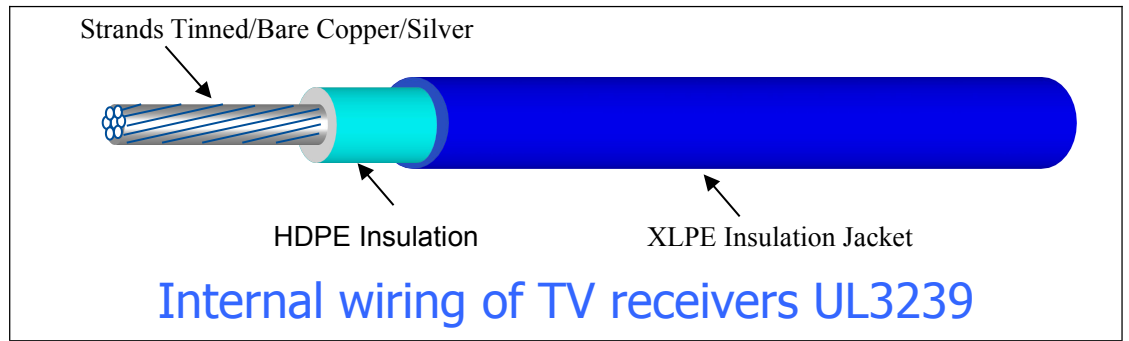 Strands Tinned/Bare Copper/Silver
HDPE Insulation
XLPE Insulation Jacket
Internal wiring of TV receivers UL3239